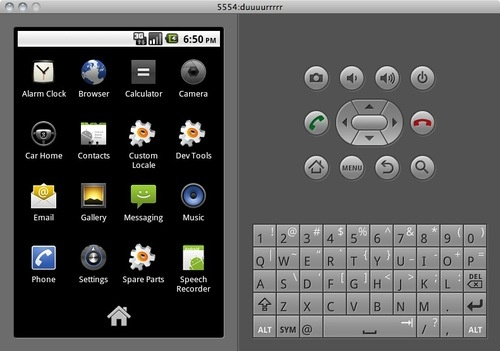 5554:duuuurrrrr
3G 6:50 PM
Alarm Clock Browser Calculator Camera
Car Home Contacts Custom Locale Dev Tools
Email Gallery Messaging Music
Phone Settings Spare Parts Speech Recorder
MENU
1 ! 2 @ 3 # 4 $ 5 % 6 ^ 7 & 8 * 9 ( 0 )
Q | W ~ E " R ` T { Y } U _ I - O + P =
A S \ D ' F [ G ] H < J > K ; L : DEL
Z X C V B N M .
ALT SYM @ / ? , ALT